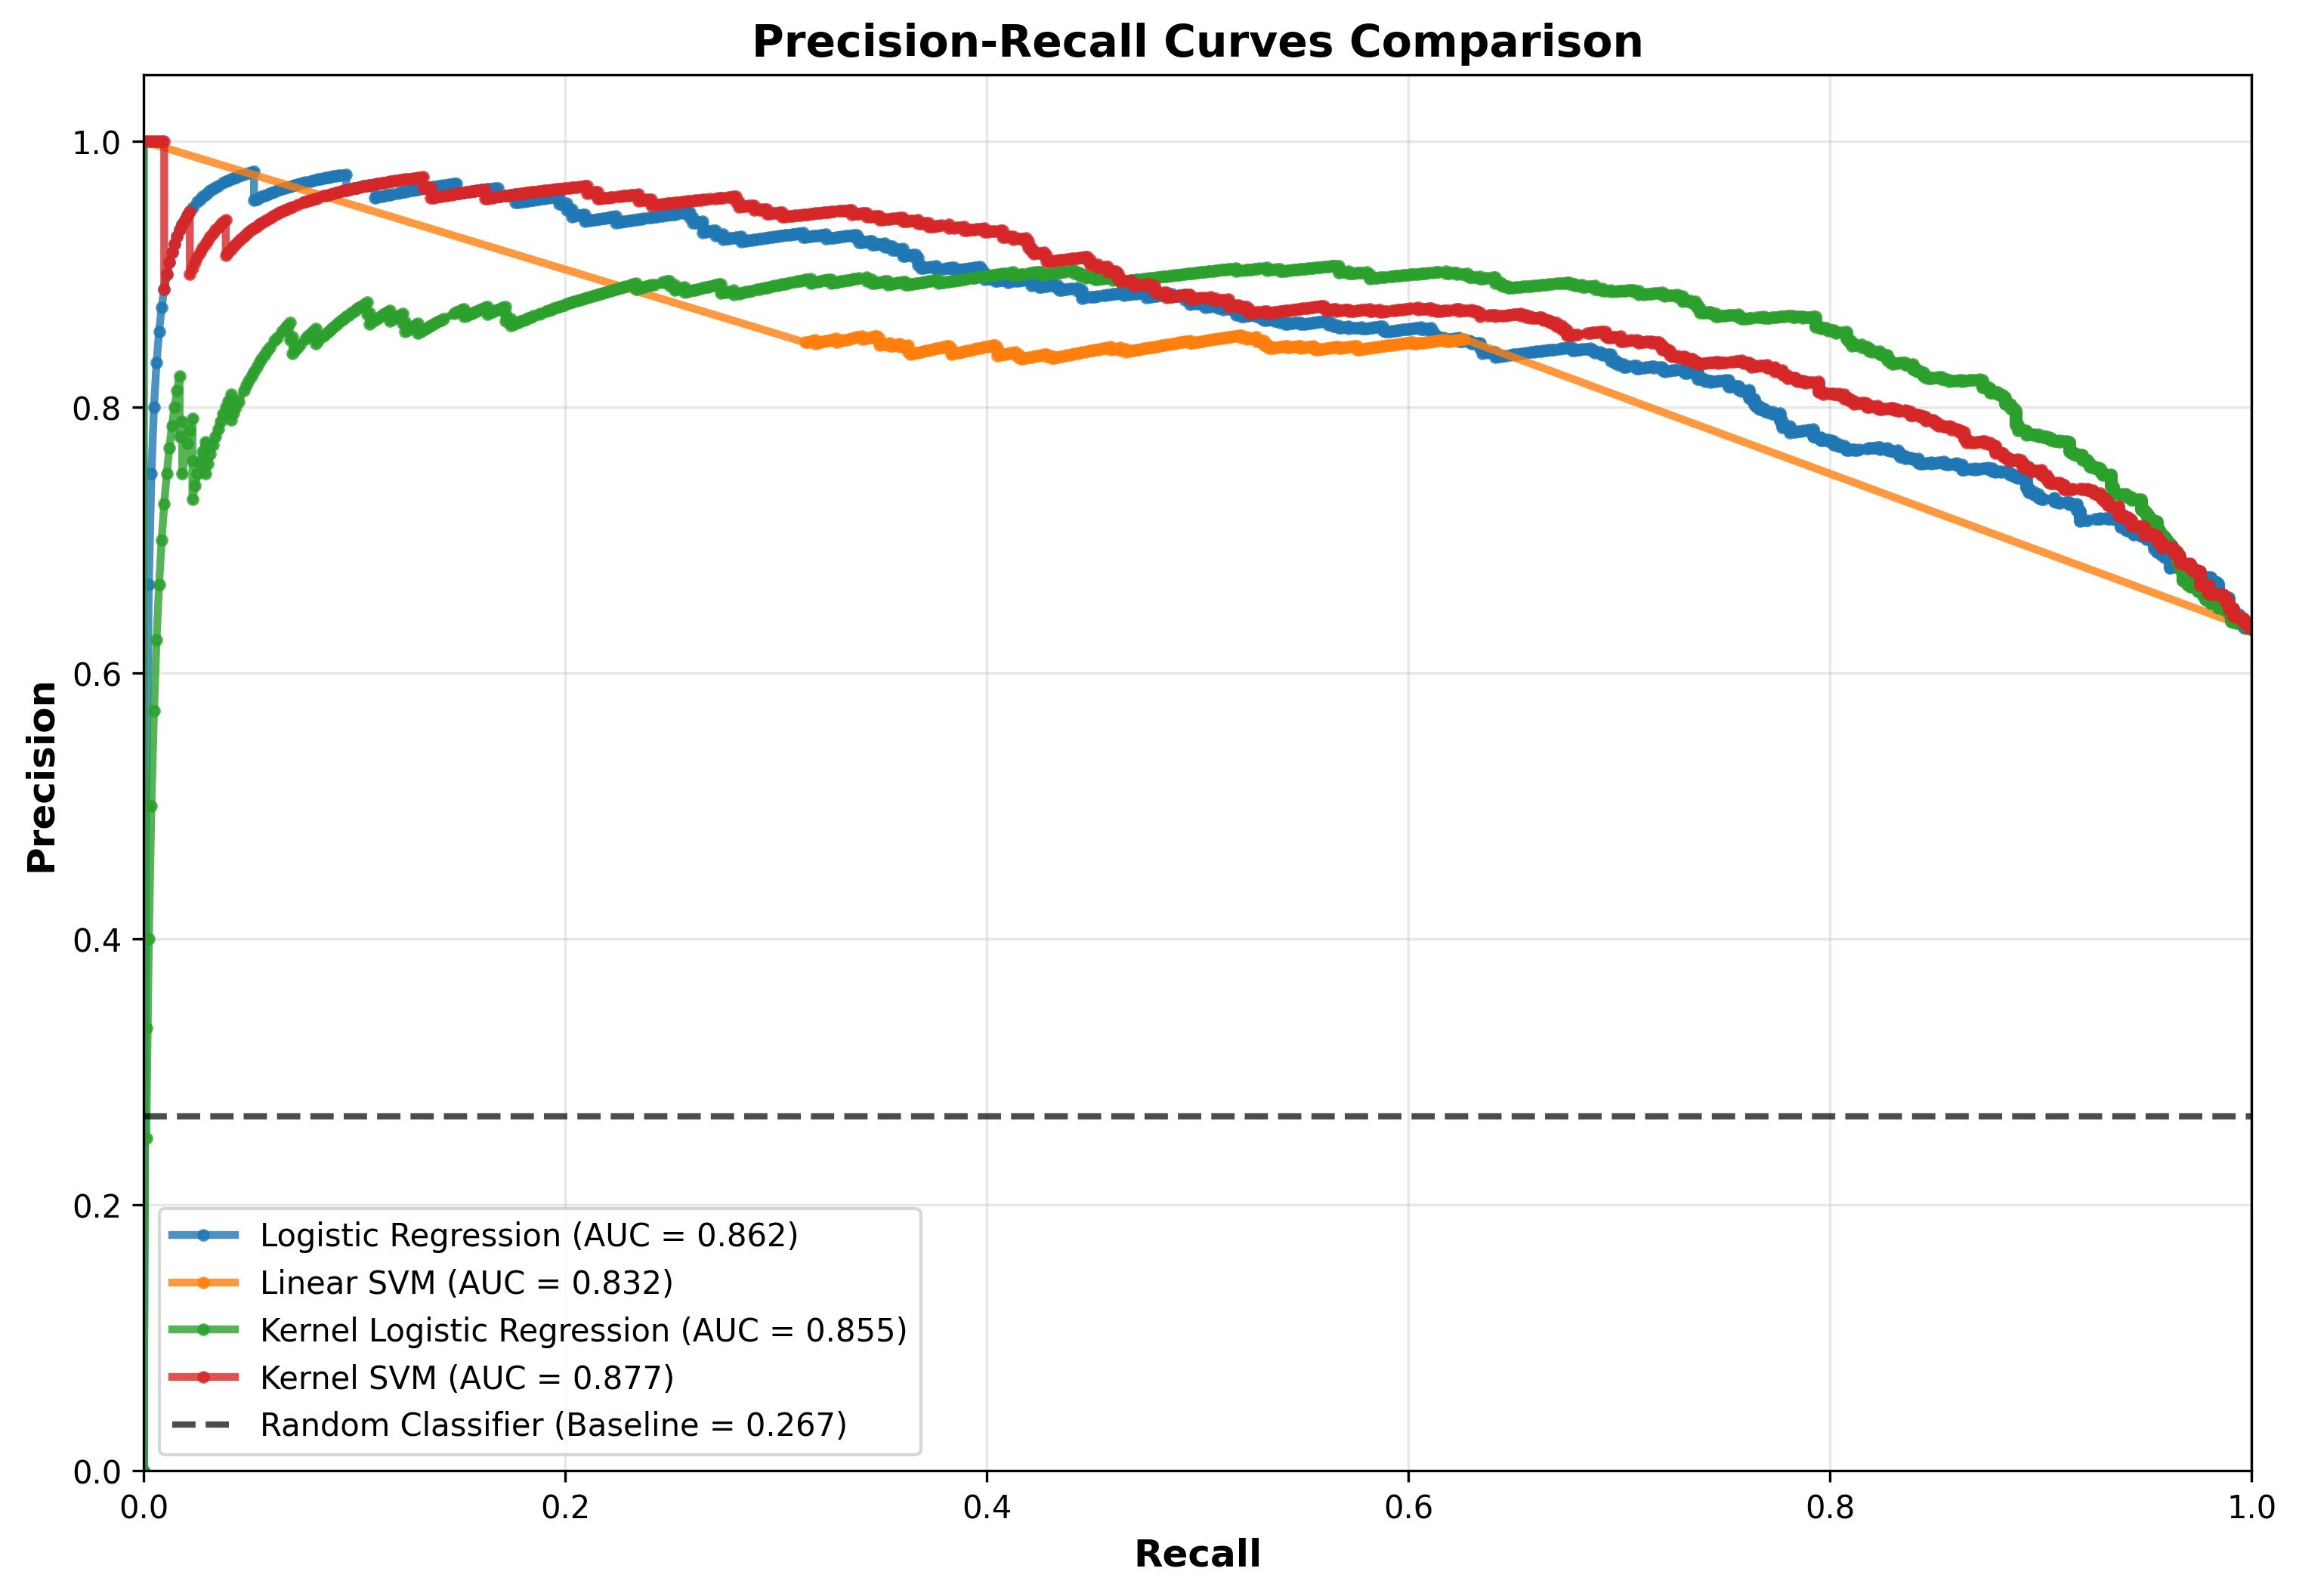 Precision-Recall Curves Comparison
1.0
0.8
0.6
0.4
0.2
0.0
Precision
Logistic Regression (AUC = 0.862)
Linear SVM (AUC = 0.832)
Kernel Logistic Regression (AUC = 0.855)
Kernel SVM (AUC = 0.877)
Random Classifier (Baseline = 0.267)
0.0 0.2 0.4 0.6 0.8 1.0
Recall